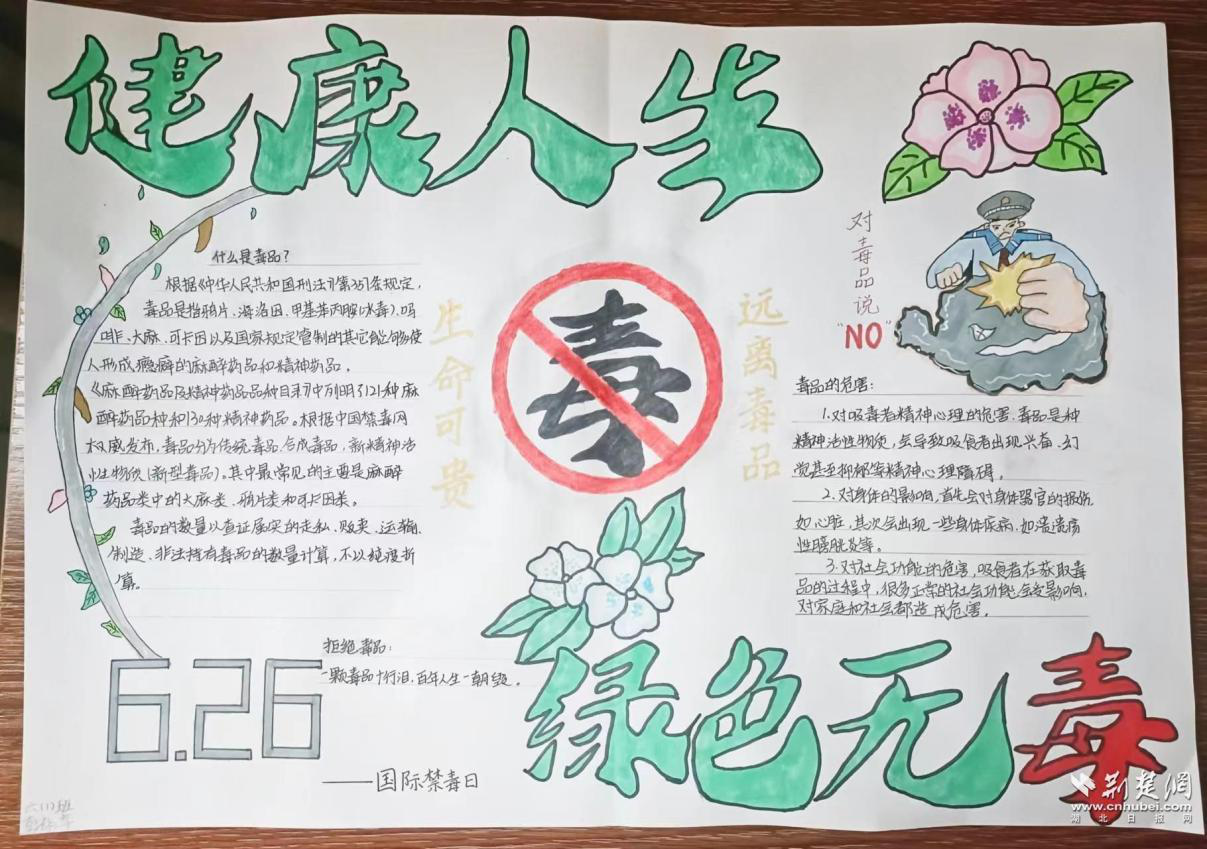 健康人生
什么是毒品?
根据《中华人民共和国刑法》第357条规定,
毒品是指鸦片、海洛因、甲基苯丙胺(冰毒)、吗
啡、大麻、可卡因以及国家规定管制的其它能够使
人形成瘾癖的麻醉药品和精神药品。
《麻醉药品及精神药品品种目录》中列明了121种麻
醉药品种和130种精神药品。根据中国禁毒网
权威发布,毒品分为传统毒品、合成毒品,新精神活
性物质(新型毒品)。其中最常见的主要是麻醉
药品类中的大麻类、鸦片类和可卡因类。
毒品的数量以查证属实的走私、贩卖、运输、
制造、非法持有毒品的数量计算,不以纯度折
算。
生命可贵
毒
远离毒品
对毒品说
"NO"
毒品的危害:
1.对吸毒者精神心理的危害,毒品是种
精神活性物质,会导致吸食者出现兴奋、幻
觉甚至抑郁等精神心理障碍。
2.对身体的影响,首先会对身体器官的损伤,
如心脏,其次会出现一些身体疾病,如溃疡
性膀胱炎等。
3.对社会功能的危害,吸食者在获取毒
品的过程中,很多正常的社会功能会受影响,
对家庭和社会都造成危害。
拒绝毒品:
一颗毒品十行泪,百年人生一朝毁。
6.26
——国际禁毒日
绿色无毒
六(1)班
荆楚网
www.cnhubei.com
湖北日报网